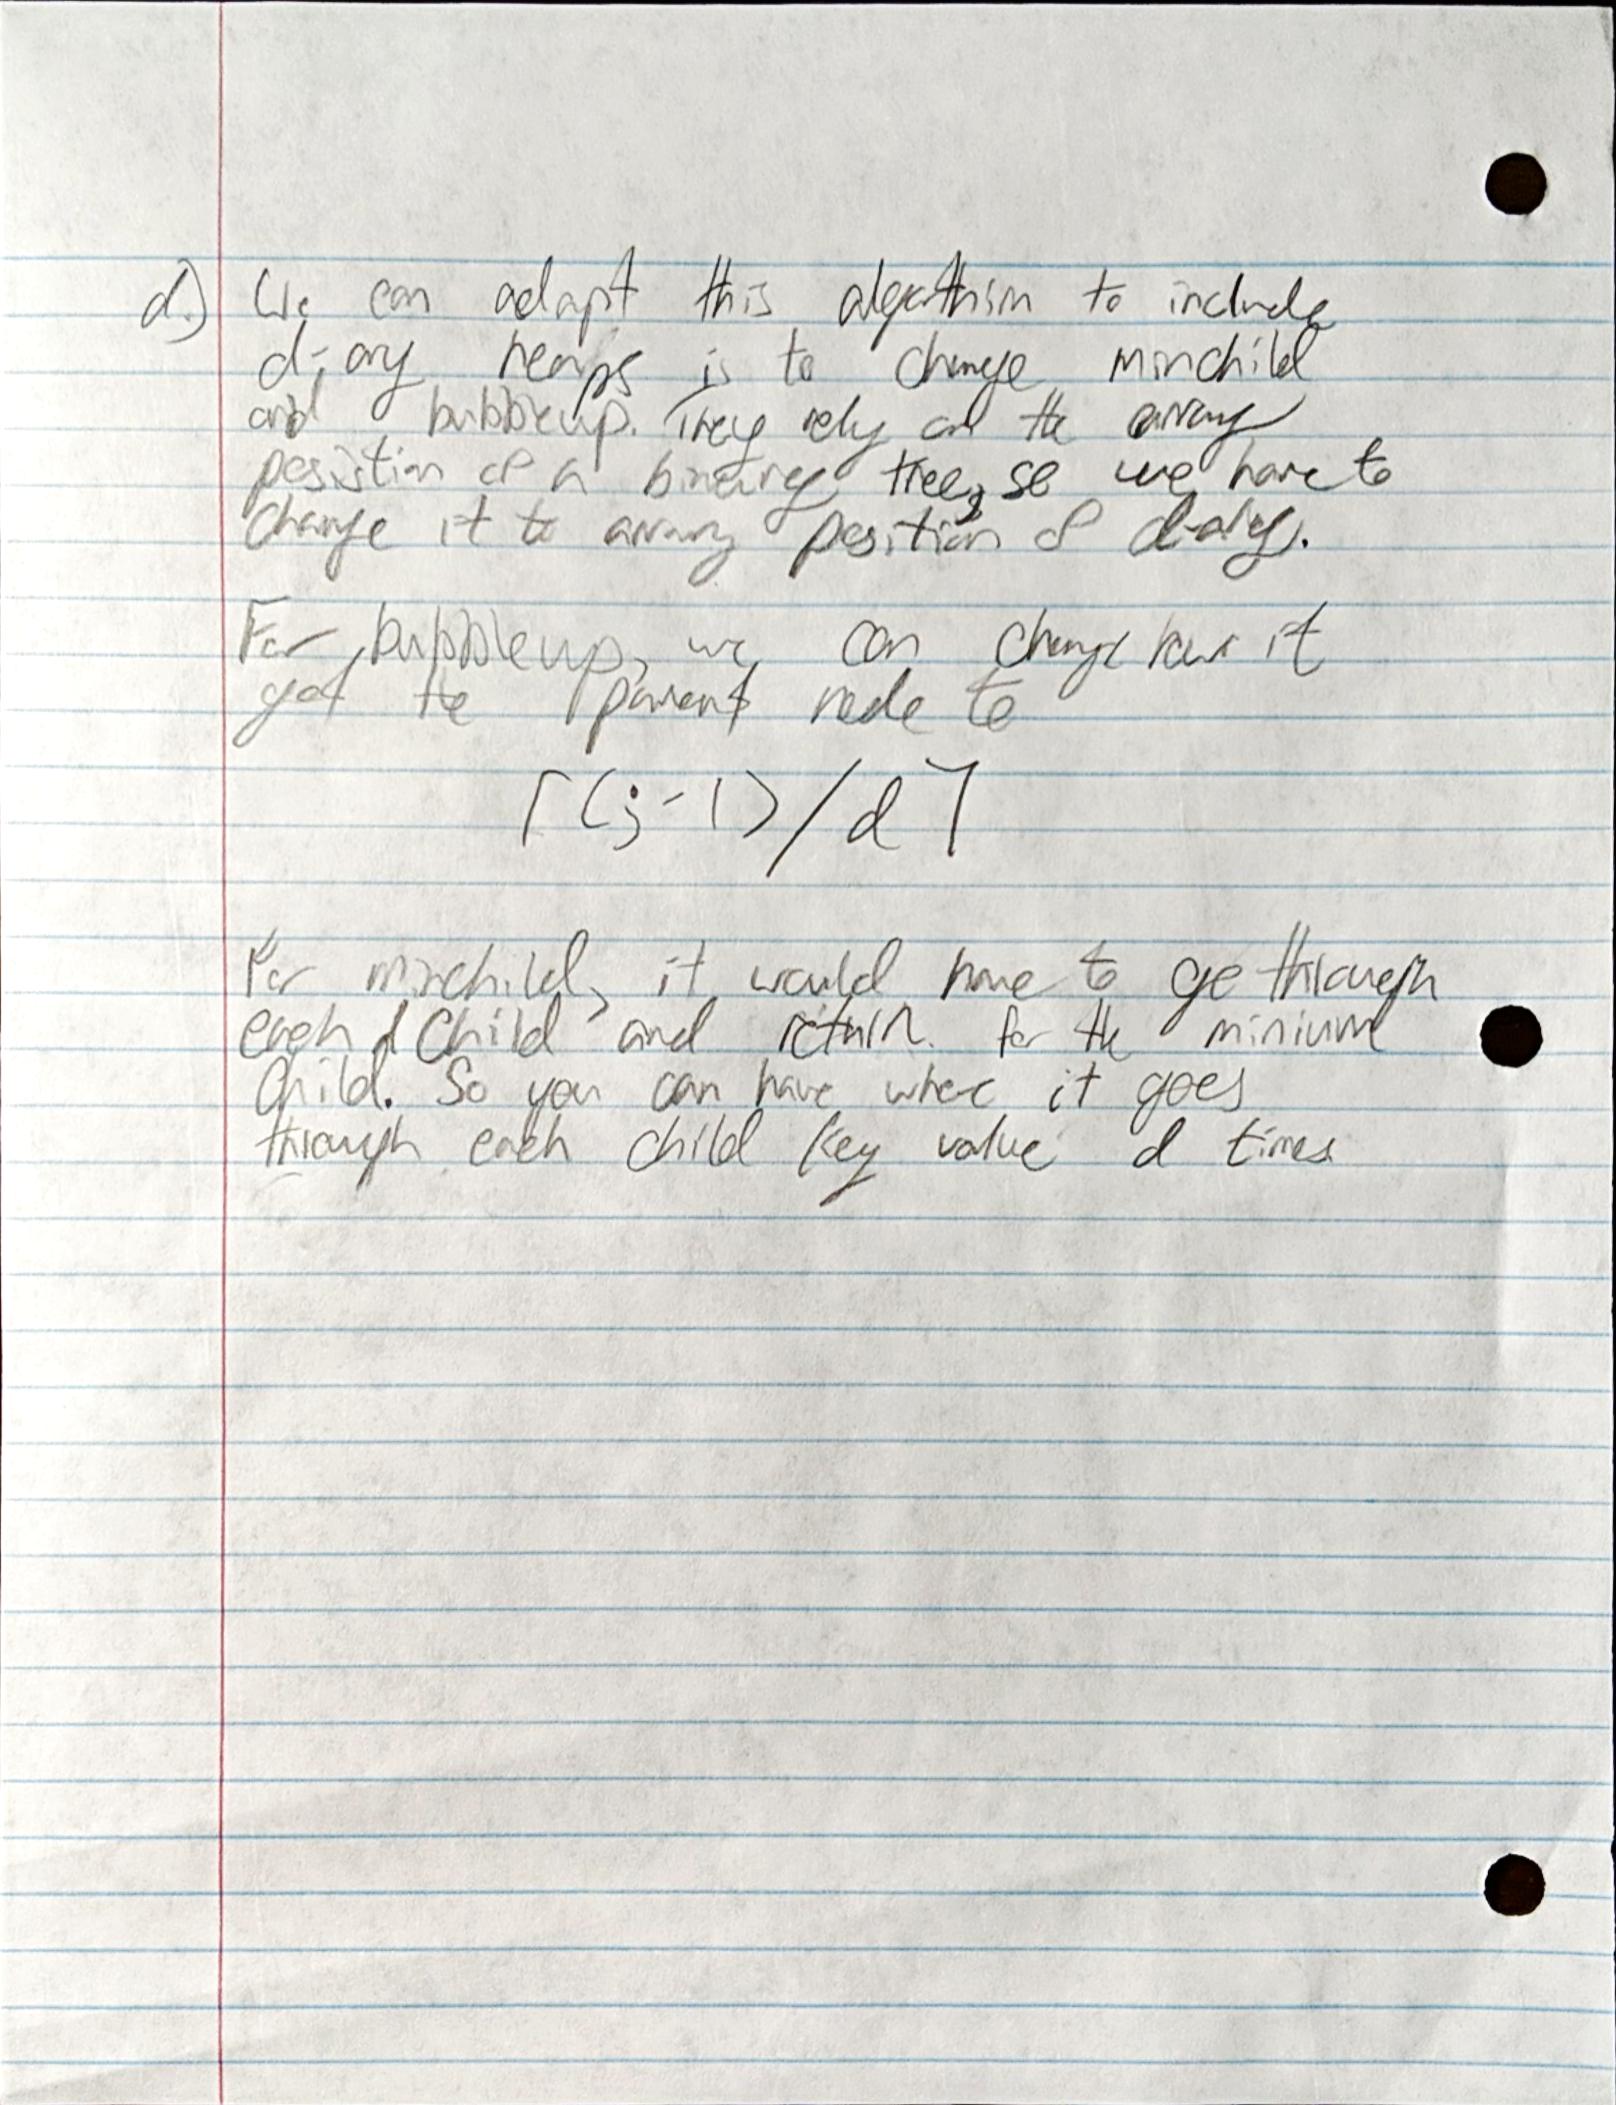 d.) We can adapt this algorithm to include
d-ary heaps is to change minchild
and bubbleup. They rely on the array
posistion of a binary tree, so we have to
change it to array position of d-ary.
For bubbleup, we can change how it
got the parent node to
⌈(j-1)/d⌉
For minchild, it would have to go through
each d child and return for the minium
child. So you can have where it goes
through each child key value d times